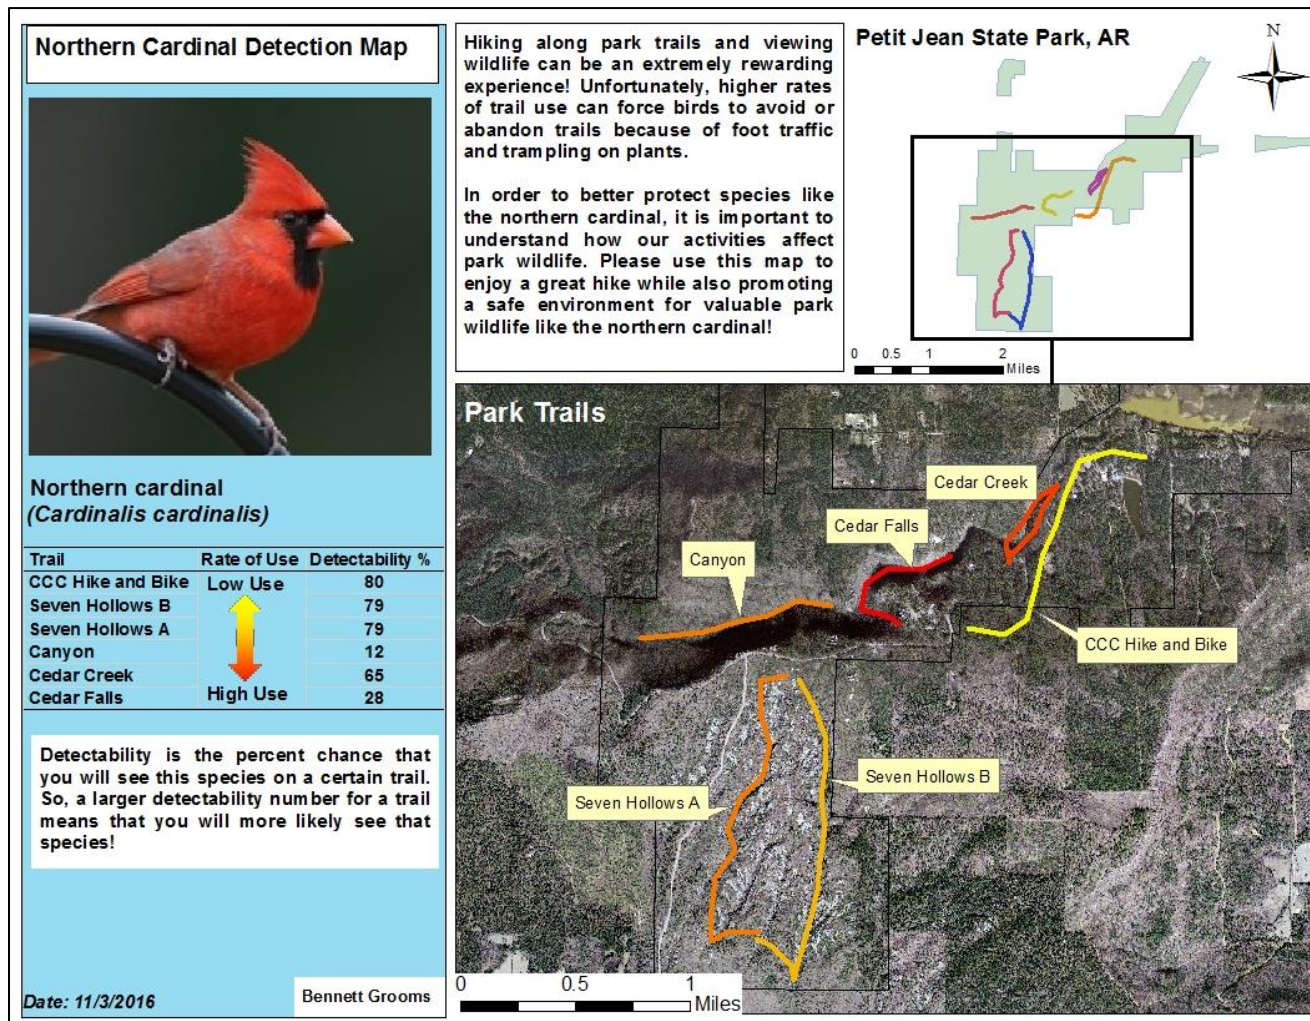 Northern Cardinal Detection Map
Northern cardinal
(Cardinalis cardinalis)
Trail Rate of Use Detectability %
CCC Hike and Bike Low Use 80
Seven Hollows B 79
Seven Hollows A 79
Canyon 12
Cedar Creek 65
Cedar Falls High Use 28
Detectability is the percent chance that
you will see this species on a certain trail.
So, a larger detectability number for a trail
means that you will more likely see that
species!
Date: 11/3/2016
Bennett Grooms
Hiking along park trails and viewing
wildlife can be an extremely rewarding
experience! Unfortunately, higher rates
of trail use can force birds to avoid or
abandon trails because of foot traffic
and trampling on plants.
In order to better protect species like
the northern cardinal, it is important to
understand how our activities affect
park wildlife. Please use this map to
enjoy a great hike while also promoting
a safe environment for valuable park
wildlife like the northern cardinal!
Petit Jean State Park, AR
N
0 0.5 1 2
Miles
Park Trails
Cedar Creek
Cedar Falls
Canyon
CCC Hike and Bike
Seven Hollows B
Seven Hollows A
0 0.5 1
Miles